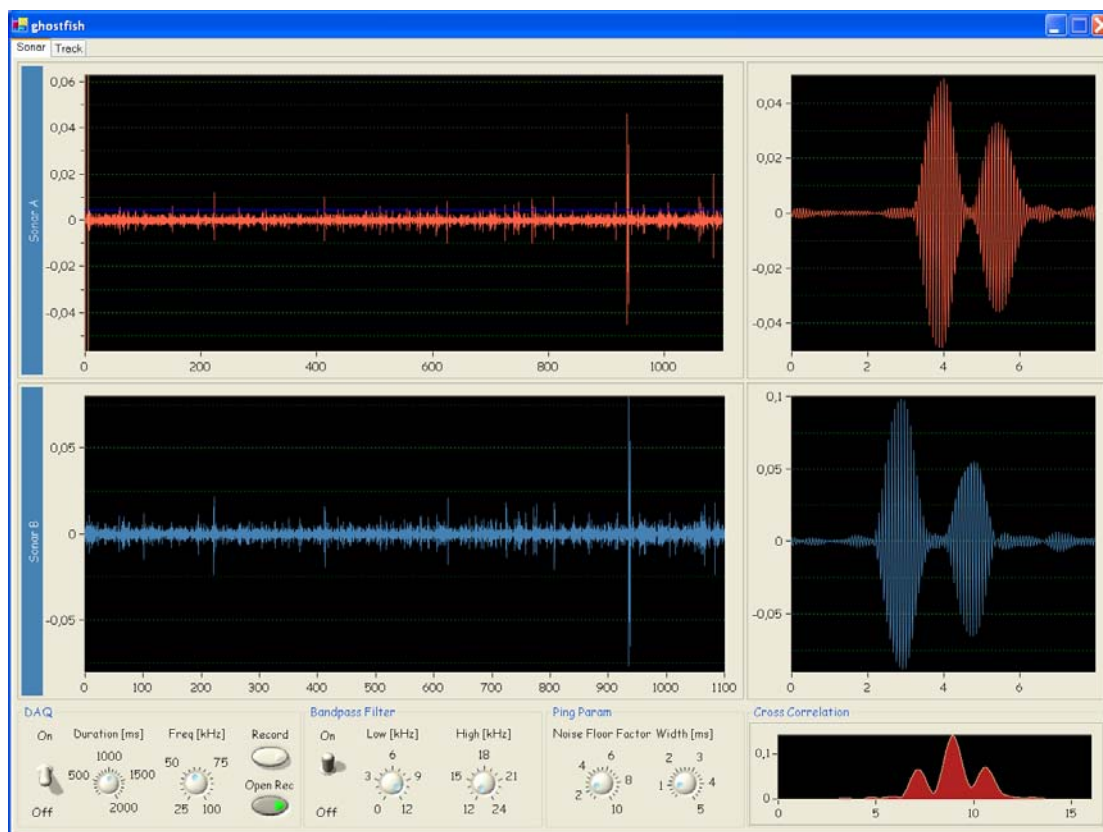 ghostfish
Sonar Track
Sonar A
0,06
0,04
0,02
0
-0,02
-0,04
0 200 400 600 800 1000
0,04
0,02
0
-0,02
-0,04
0 2 4 6
Sonar B
0,05
0
-0,05
0 100 200 300 400 500 600 700 800 900 1000 1100
0,1
0,05
0
-0,05
0 2 4 6
DAQ
On
Off
Duration [ms]
500 1000 1500 2000
Freq [kHz]
25 50 75 100
Record
Open Rec
Bandpass Filter
On
Off
Low [kHz]
0 3 6 9 12
High [kHz]
12 15 18 21 24
Ping Param
Noise Floor Factor
2 4 6 8 10
Width [ms]
1 2 3 4 5
Cross Correlation
0,1
0
0 5 10 15